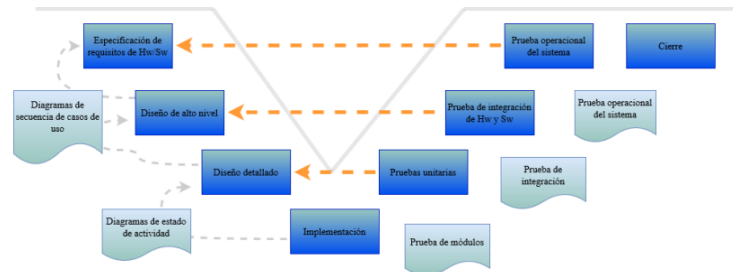 Especificación de
requisitos de Hw/Sw
Prueba operacional
del sistema
Cierre
Diagramas de
secuencia de casos de
uso
Diseño de alto nivel
Prueba de integración
de Hw y Sw
Prueba operacional
del sistema
Diseño detallado
Pruebas unitarias
Prueba de
integración
Diagramas de estado
de actividad
Implementación
Prueba de módulos